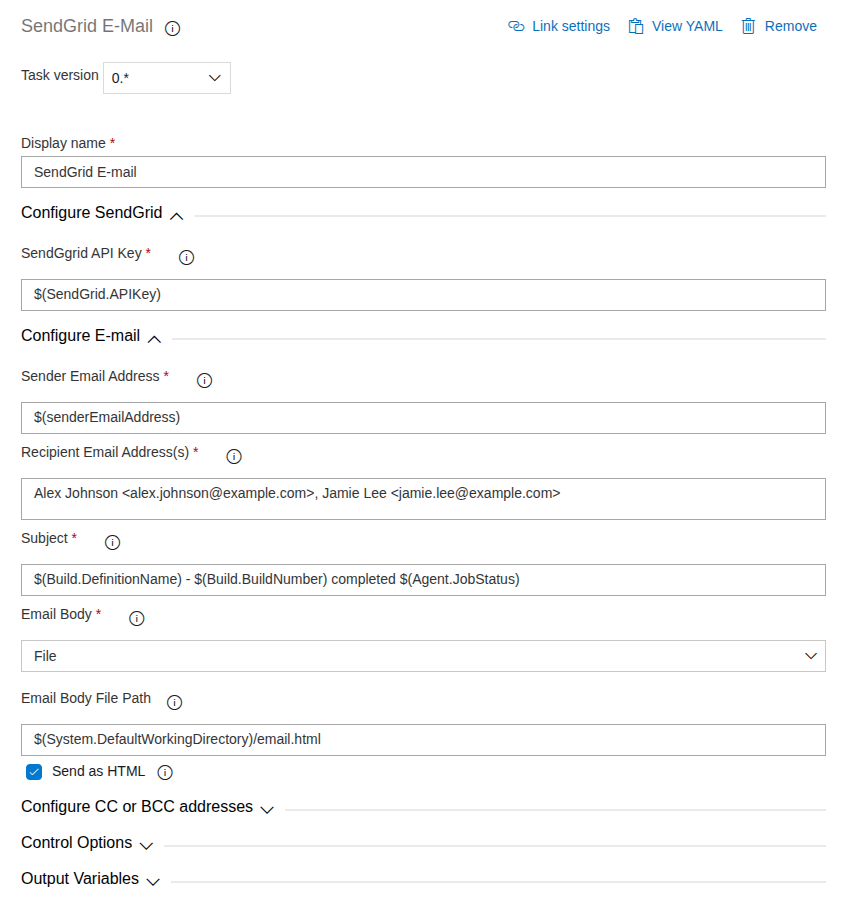 SendGrid E-Mail
Link settings View YAML Remove
Task version 0.*
Display name *
SendGrid E-mail
Configure SendGrid
SendGgrid API Key *
$(SendGrid.APIKey)
Configure E-mail
Sender Email Address *
$(senderEmailAddress)
Recipient Email Address(s) *
Alex Johnson <alex.johnson@example.com>, Jamie Lee <jamie.lee@example.com>
Subject *
$(Build.DefinitionName) - $(Build.BuildNumber) completed $(Agent.JobStatus)
Email Body *
File
Email Body File Path
$(System.DefaultWorkingDirectory)/email.html
Send as HTML
Configure CC or BCC addresses
Control Options
Output Variables